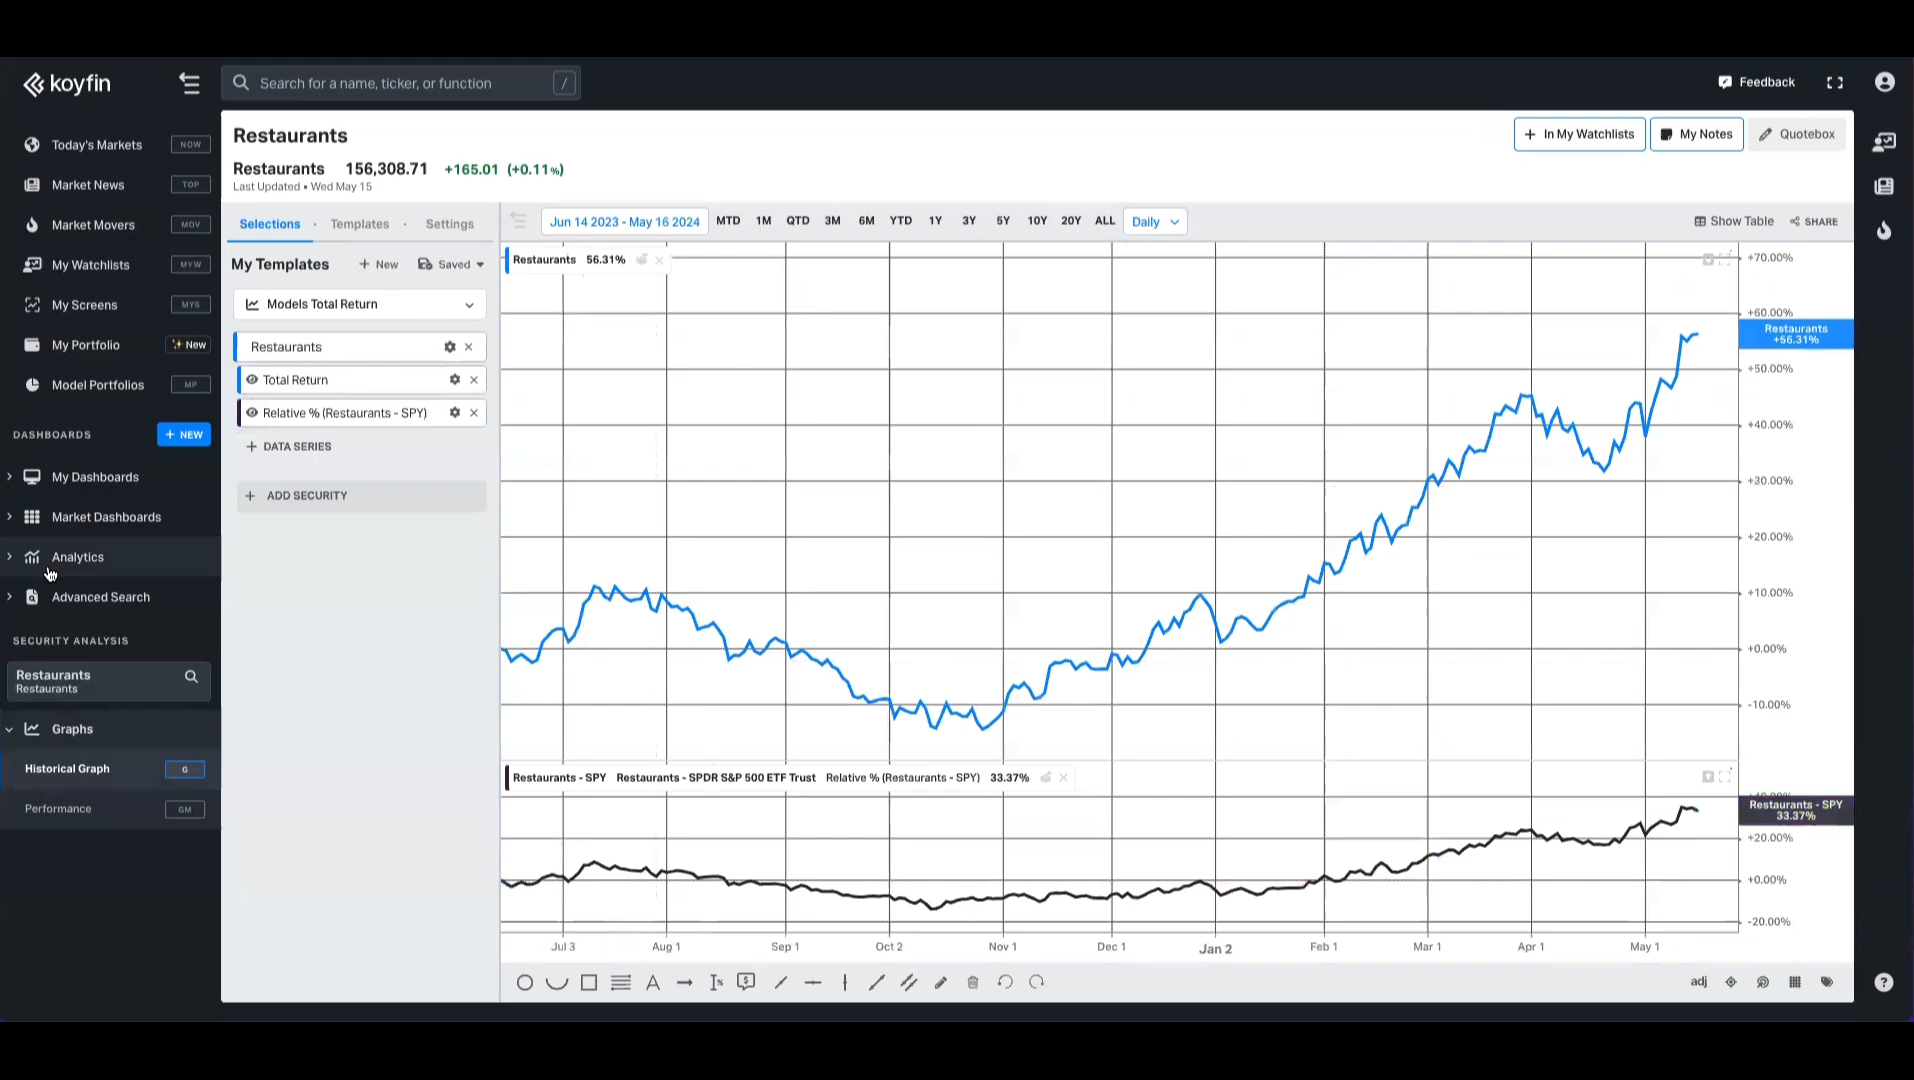 koyfin
Search for a name, ticker, or function /
Feedback
Today's Markets NOW
Market News TOP
Market Movers MOV
My Watchlists MYW
My Screens MYS
My Portfolio New
Model Portfolios MP
DASHBOARDS + NEW
My Dashboards
Market Dashboards
Analytics
Advanced Search
SECURITY ANALYSIS
Restaurants
Restaurants
Graphs
Historical Graph G
Performance GM
Restaurants
+ In My Watchlists My Notes Quotebox
Restaurants 156,308.71 +165.01 (+0.11%)
Last Updated • Wed May 15
Selections · Templates · Settings
My Templates + New Saved
Models Total Return
Restaurants
Total Return
Relative % (Restaurants - SPY)
+ DATA SERIES
+ ADD SECURITY
Jun 14 2023 - May 16 2024 MTD 1M QTD 3M 6M YTD 1Y 3Y 5Y 10Y 20Y ALL Daily
Show Table SHARE
Restaurants 56.31%
+70.00%
+60.00%
Restaurants
+56.31%
+50.00%
+40.00%
+30.00%
+20.00%
+10.00%
+0.00%
-10.00%
Restaurants - SPY Restaurants - SPDR S&P 500 ETF Trust Relative % (Restaurants - SPY) 33.37%
Restaurants - SPY
33.37%
+20.00%
+0.00%
-20.00%
Jul 3 Aug 1 Sep 1 Oct 2 Nov 1 Dec 1 Jan 2 Feb 1 Mar 1 Apr 1 May 1
adj